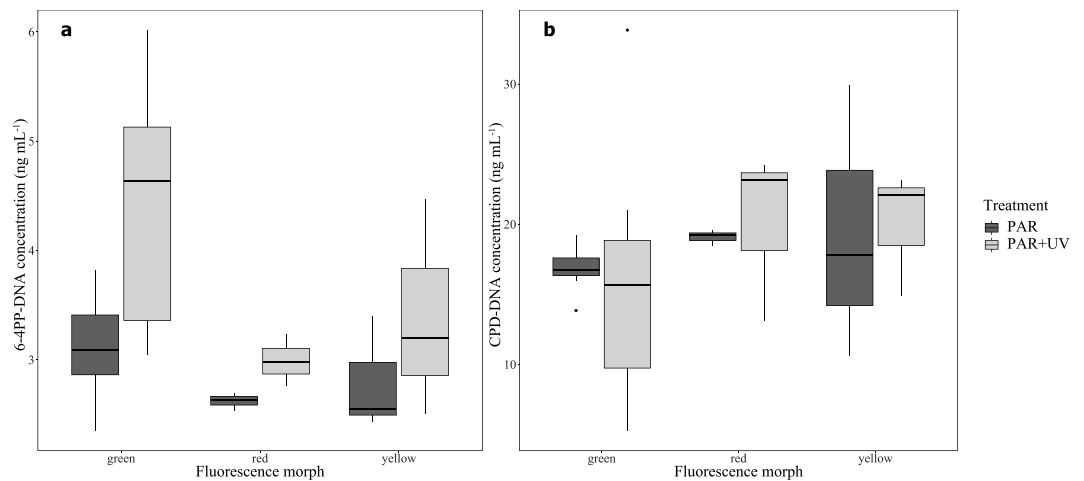 a
6-4PP-DNA concentration (ng mL-1)
6
5
4
3
green red yellow
Fluorescence morph
b
CPD-DNA concentration (ng mL-1)
30
20
10
green red yellow
Fluorescence morph
Treatment
PAR
PAR+UV